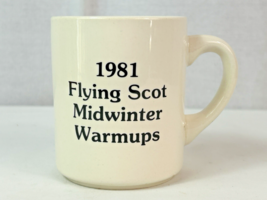 1981
Flying Scot
Midwinter
Warmups